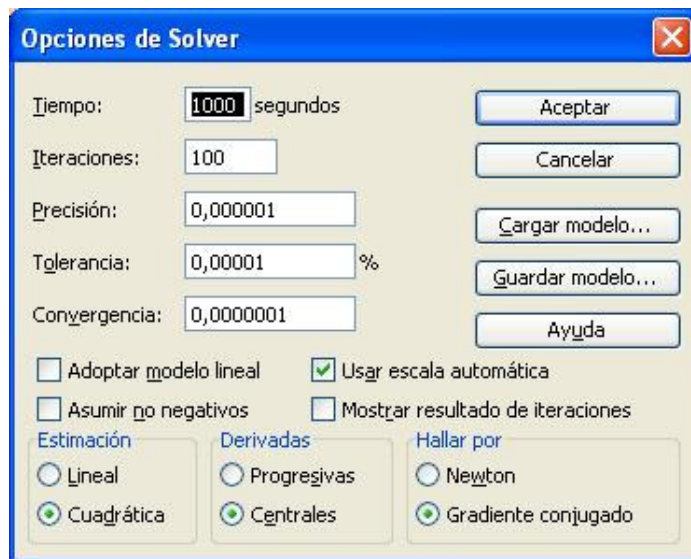 Opciones de Solver
Tiempo: 1000 segundos
Aceptar
Iteraciones: 100
Cancelar
Precisión: 0,000001
Cargar modelo...
Tolerancia: 0,00001 %
Guardar modelo...
Convergencia: 0,0000001
Ayuda
Adoptar modelo lineal
Usar escala automática
Asumir no negativos
Mostrar resultado de iteraciones
Estimación
Lineal
Cuadrática
Derivadas
Progresivas
Centrales
Hallar por
Newton
Gradiente conjugado